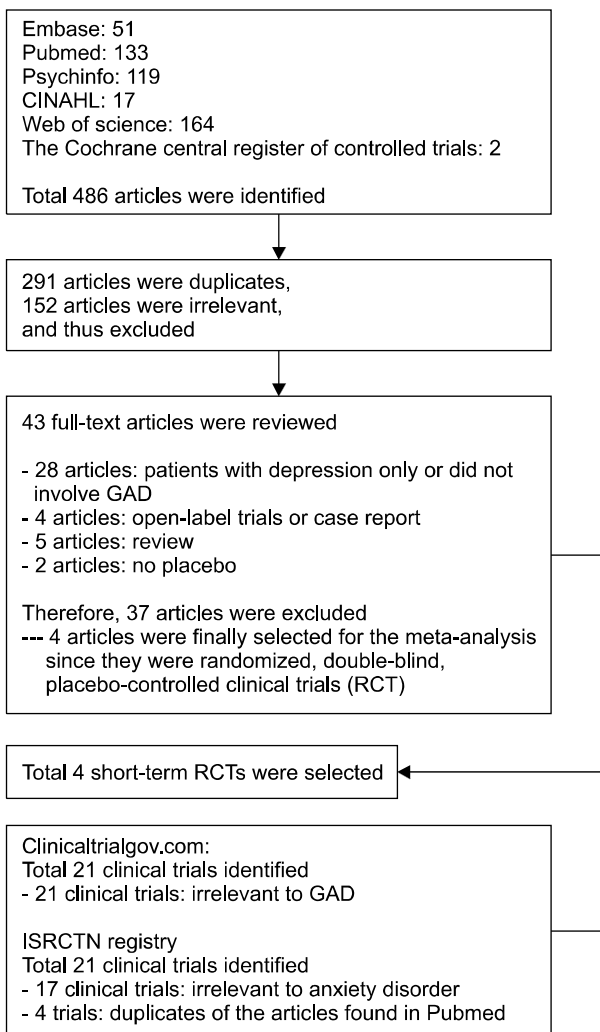 Embase: 51
Pubmed: 133
Psychinfo: 119
CINAHL: 17
Web of science: 164
The Cochrane central register of controlled trials: 2
Total 486 articles were identified
291 articles were duplicates,
152 articles were irrelevant,
and thus excluded
43 full-text articles were reviewed
- 28 articles: patients with depression only or did not
involve GAD
- 4 articles: open-label trials or case report
- 5 articles: review
- 2 articles: no placebo
Therefore, 37 articles were excluded
--- 4 articles were finally selected for the meta-analysis
since they were randomized, double-blind,
placebo-controlled clinical trials (RCT)
Total 4 short-term RCTs were selected
Clinicaltrialgov.com:
Total 21 clinical trials identified
- 21 clinical trials: irrelevant to GAD
ISRCTN registry
Total 21 clinical trials identified
- 17 clinical trials: irrelevant to anxiety disorder
- 4 trials: duplicates of the articles found in Pubmed